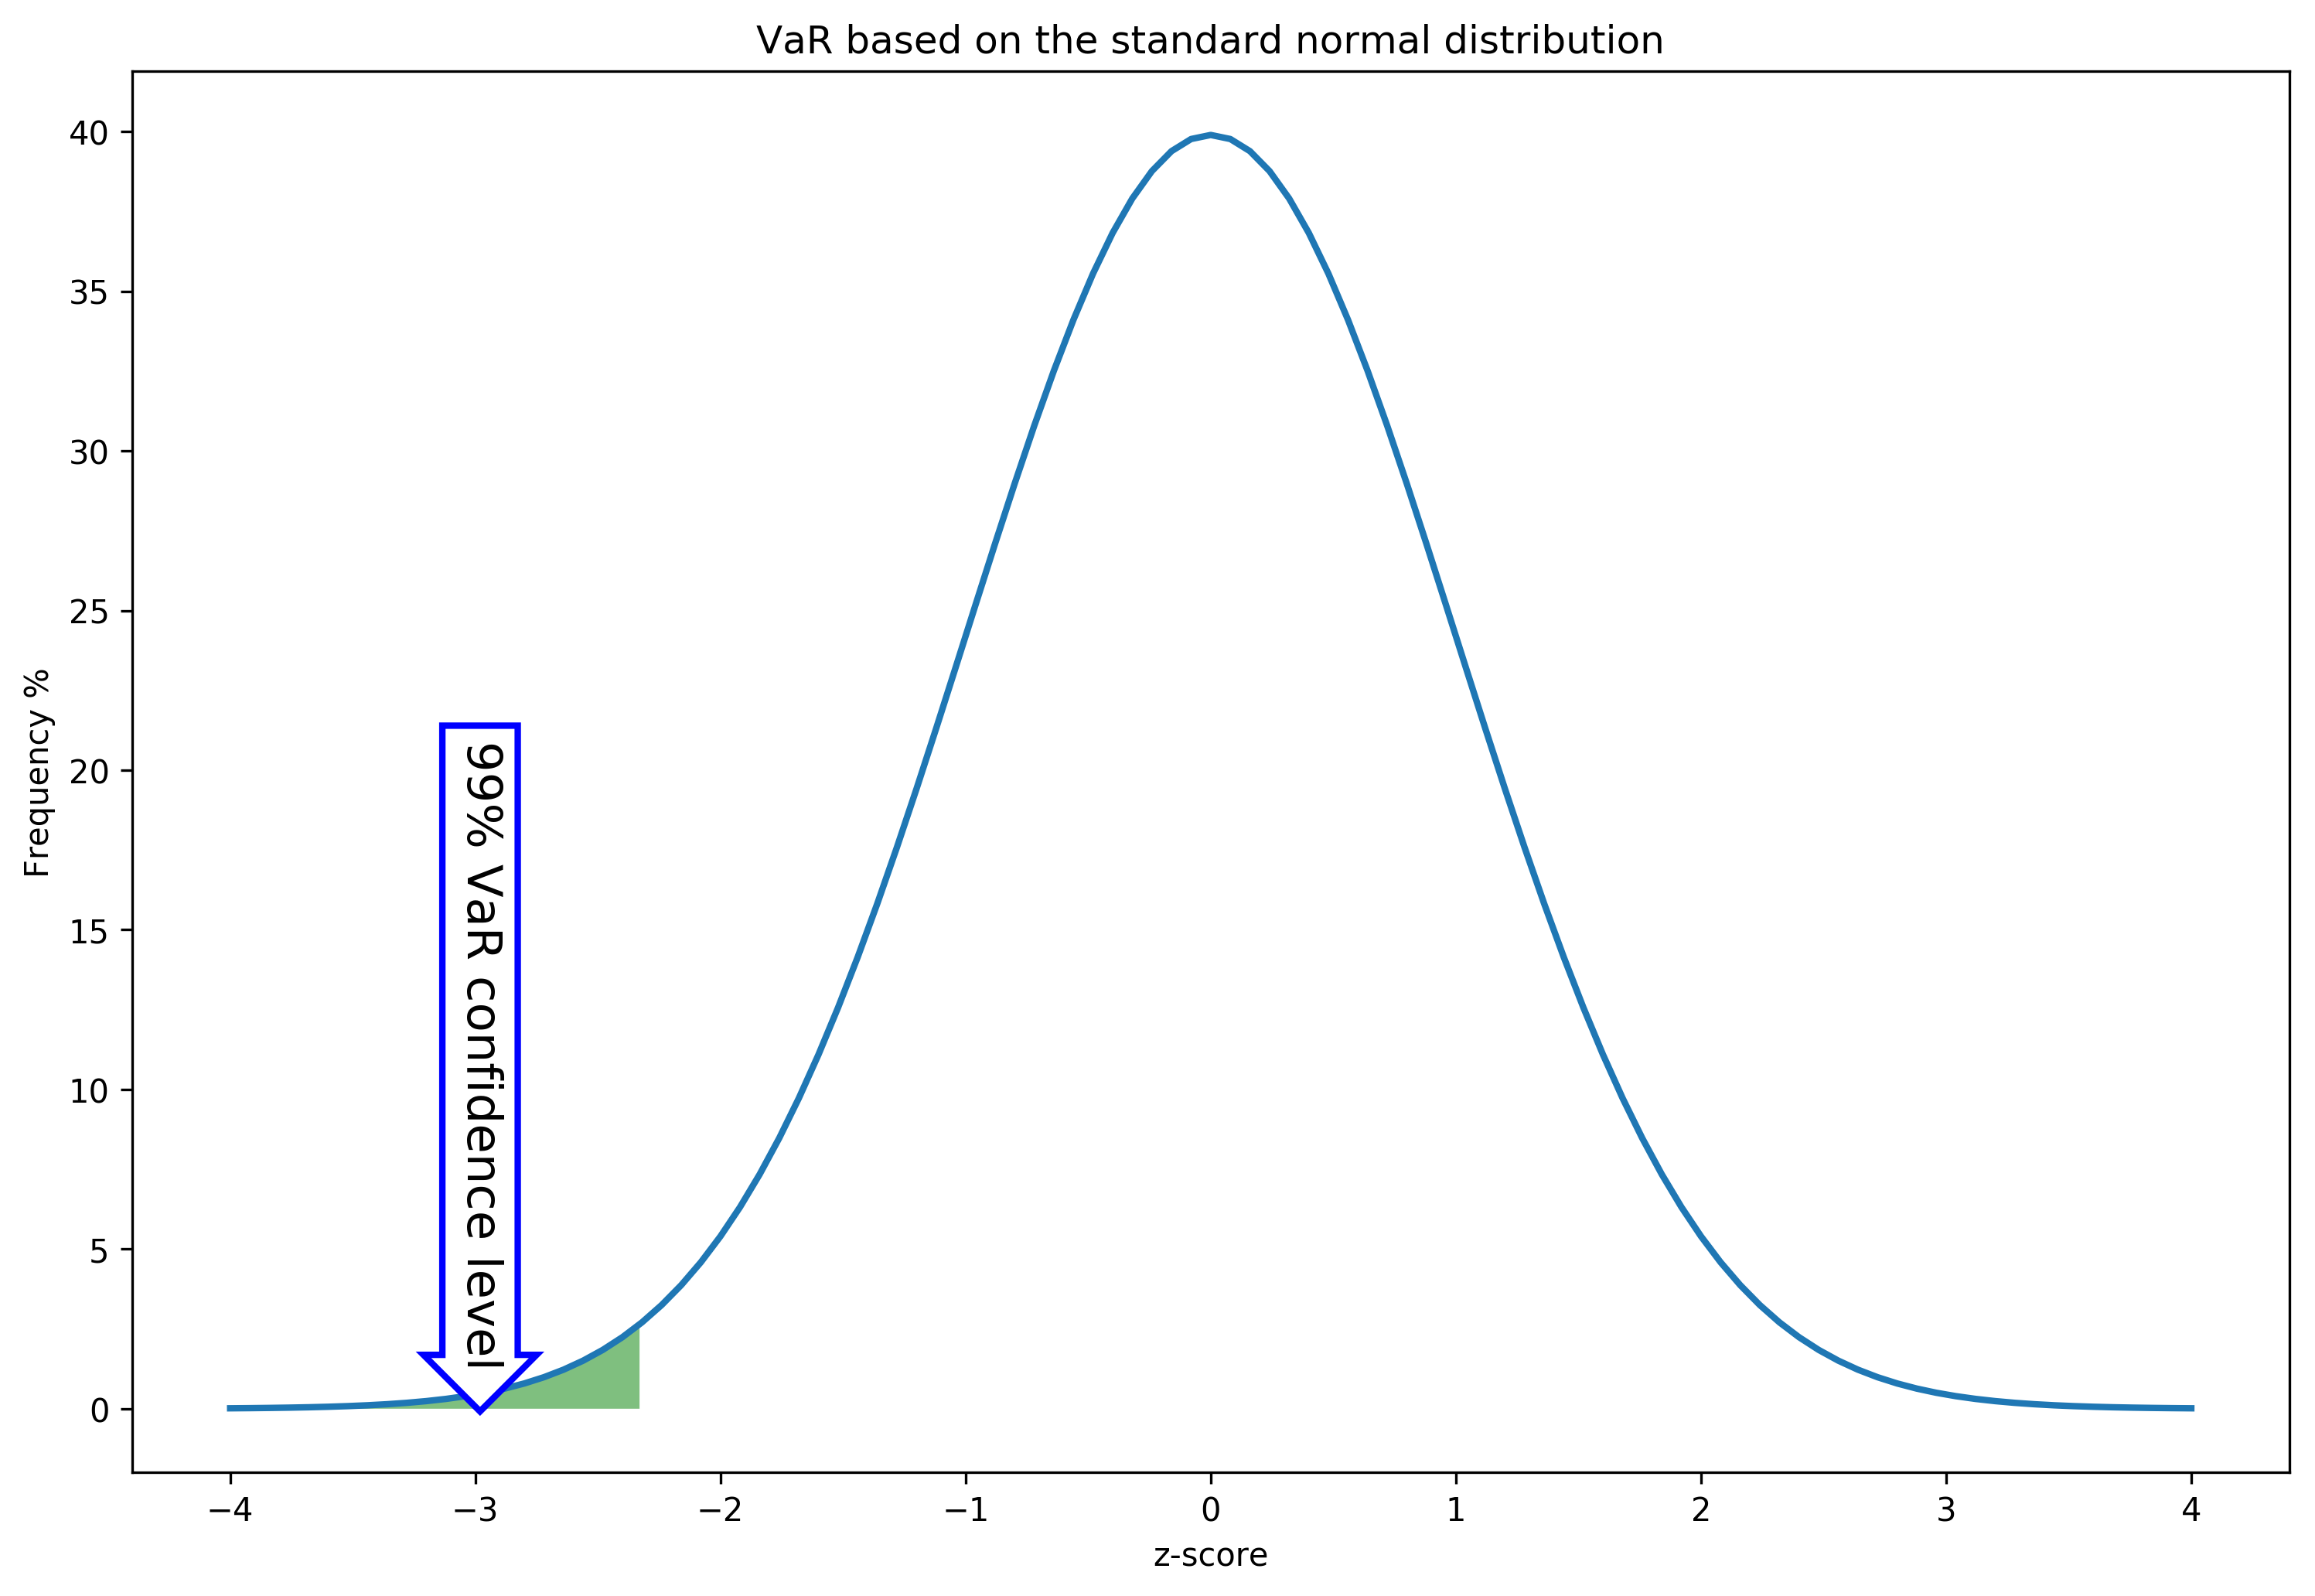 VaR based on the standard normal distribution
40
35
30
25
20
15
10
5
0
Frequency %
99% VaR confidence level
−4 −3 −2 −1 0 1 2 3 4
z-score